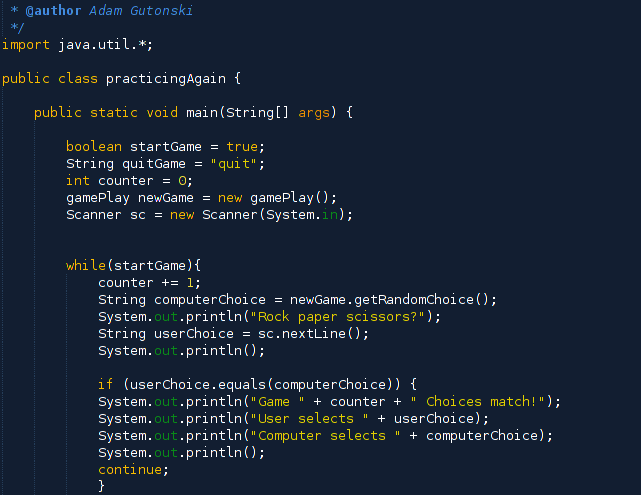 * @author Adam Gutonski
*/
import java.util.*;
public class practicingAgain {
public static void main(String[] args) {
boolean startGame = true;
String quitGame = "quit";
int counter = 0;
gamePlay newGame = new gamePlay();
Scanner sc = new Scanner(System.in);
while(startGame){
counter += 1;
String computerChoice = newGame.getRandomChoice();
System.out.println("Rock paper scissors?");
String userChoice = sc.nextLine();
System.out.println();
if (userChoice.equals(computerChoice)) {
System.out.println("Game " + counter + " Choices match!");
System.out.println("User selects " + userChoice);
System.out.println("Computer selects " + computerChoice);
System.out.println();
continue;
}